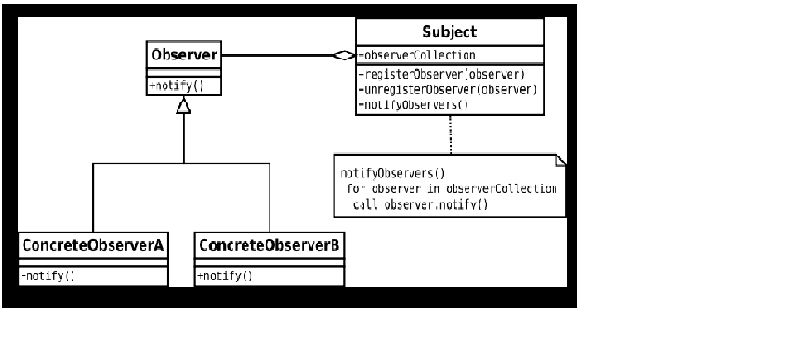 Subject
Observer
+observerCollection
+notify()
-registerObserver(observer)
-unregisterObserver(observer)
-notifyObservers()
notifyObservers()
for observer in observerCollection
call observer.notify()
ConcreteObserverA
ConcreteObserverB
-notify()
+notify()